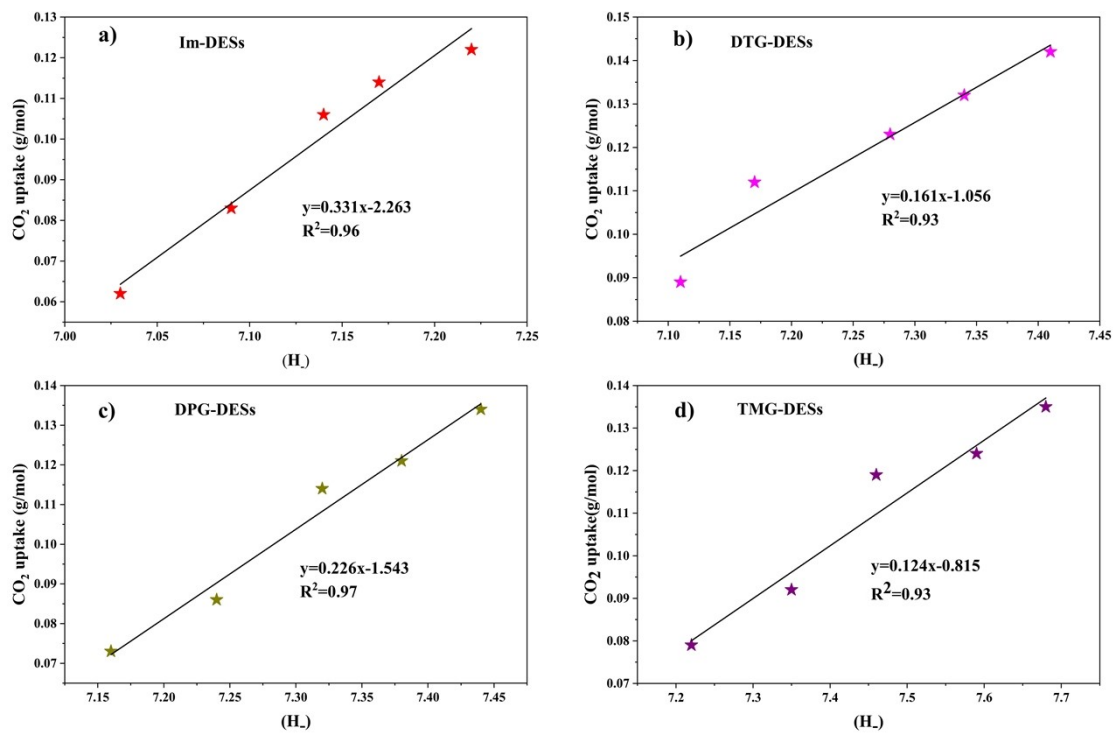 a)
Im-DESs
CO₂ uptake (g/mol)
0.13
0.12
0.11
0.10
0.09
0.08
0.07
0.06
y=0.331x-2.263
R²=0.96
7.00
7.05
7.10
7.15
7.20
7.25
(H₋)
b)
DTG-DESs
CO₂ uptake (g/mol)
0.15
0.14
0.13
0.12
0.11
0.10
0.09
0.08
y=0.161x-1.056
R²=0.93
7.10
7.15
7.20
7.25
7.30
7.35
7.40
7.45
(H₋)
c)
DPG-DESs
CO₂ uptake (g/mol)
0.14
0.13
0.12
0.11
0.10
0.09
0.08
0.07
y=0.226x-1.543
R²=0.97
7.15
7.20
7.25
7.30
7.35
7.40
7.45
(H₋)
d)
TMG-DESs
CO₂ uptake(g/mol)
0.14
0.13
0.12
0.11
0.10
0.09
0.08
0.07
y=0.124x-0.815
R²=0.93
7.2
7.3
7.4
7.5
7.6
7.7
(H₋)